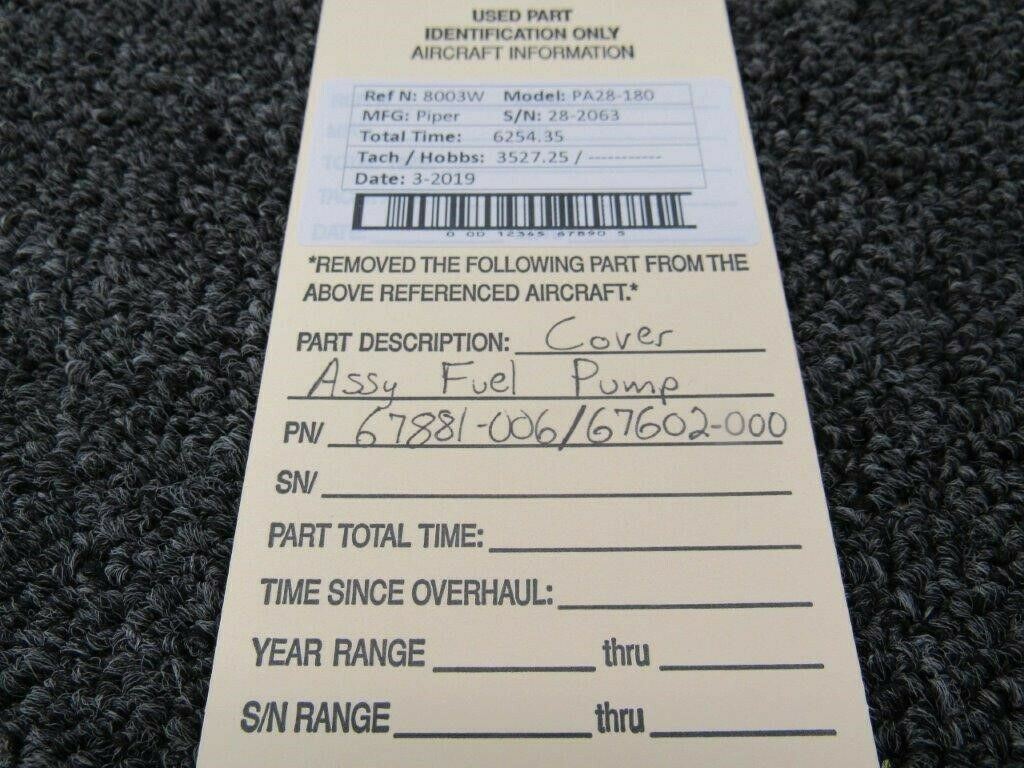 USED PART
IDENTIFICATION ONLY
AIRCRAFT INFORMATION
Ref N: 8003W Model: PA28-180
MFG: Piper S/N: 28-2063
Total Time: 6254.35
Tach / Hobbs: 3527.25 / -----------
Date: 3-2019
0 00 12345 67890 5
*REMOVED THE FOLLOWING PART FROM THE
ABOVE REFERENCED AIRCRAFT.*
PART DESCRIPTION: Cover
Assy Fuel Pump
PN/ 67881-006/67602-000
SN/
PART TOTAL TIME:
TIME SINCE OVERHAUL:
YEAR RANGE thru
S/N RANGE thru